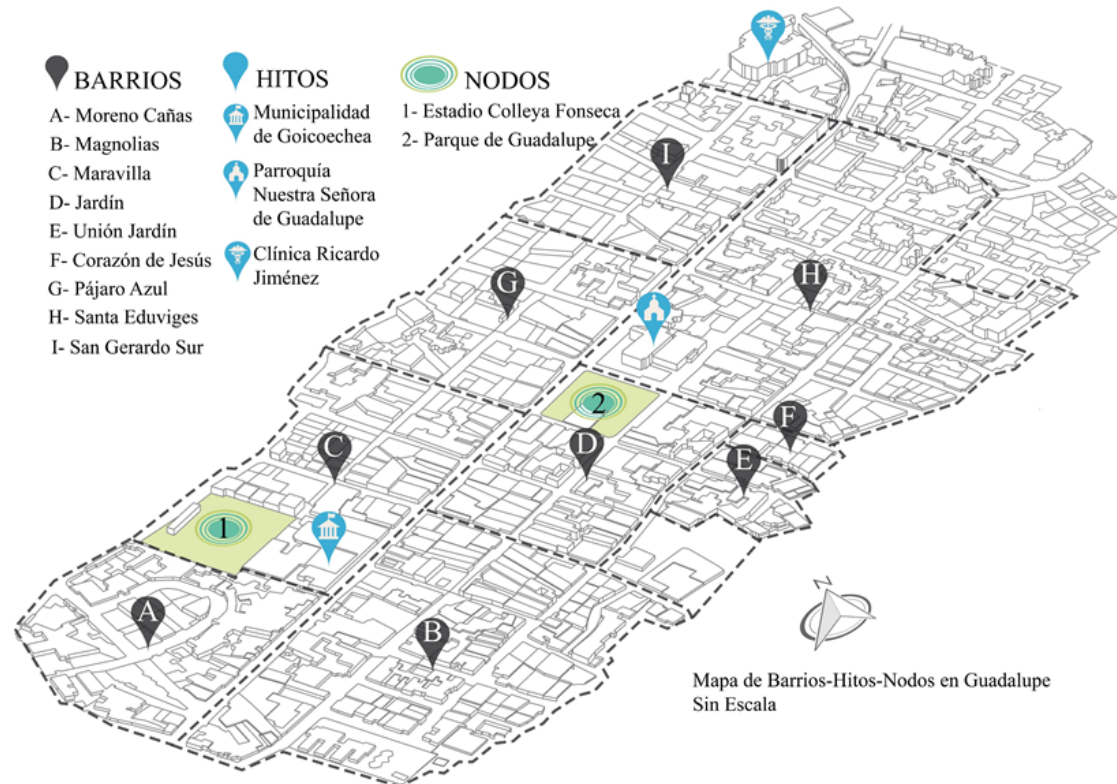 BARRIOS
A- Moreno Cañas
B- Magnolias
C- Maravilla
D- Jardín
E- Unión Jardín
F- Corazón de Jesús
G- Pájaro Azul
H- Santa Eduviges
I- San Gerardo Sur
HITOS
Municipalidad
de Goicoechea
Parroquía
Nuestra Señora
de Guadalupe
Clínica Ricardo
Jiménez
NODOS
1- Estadio Colleya Fonseca
2- Parque de Guadalupe
I
G
H
2
F
D
E
C
1
A
B
N
Mapa de Barrios-Hitos-Nodos en Guadalupe
Sin Escala